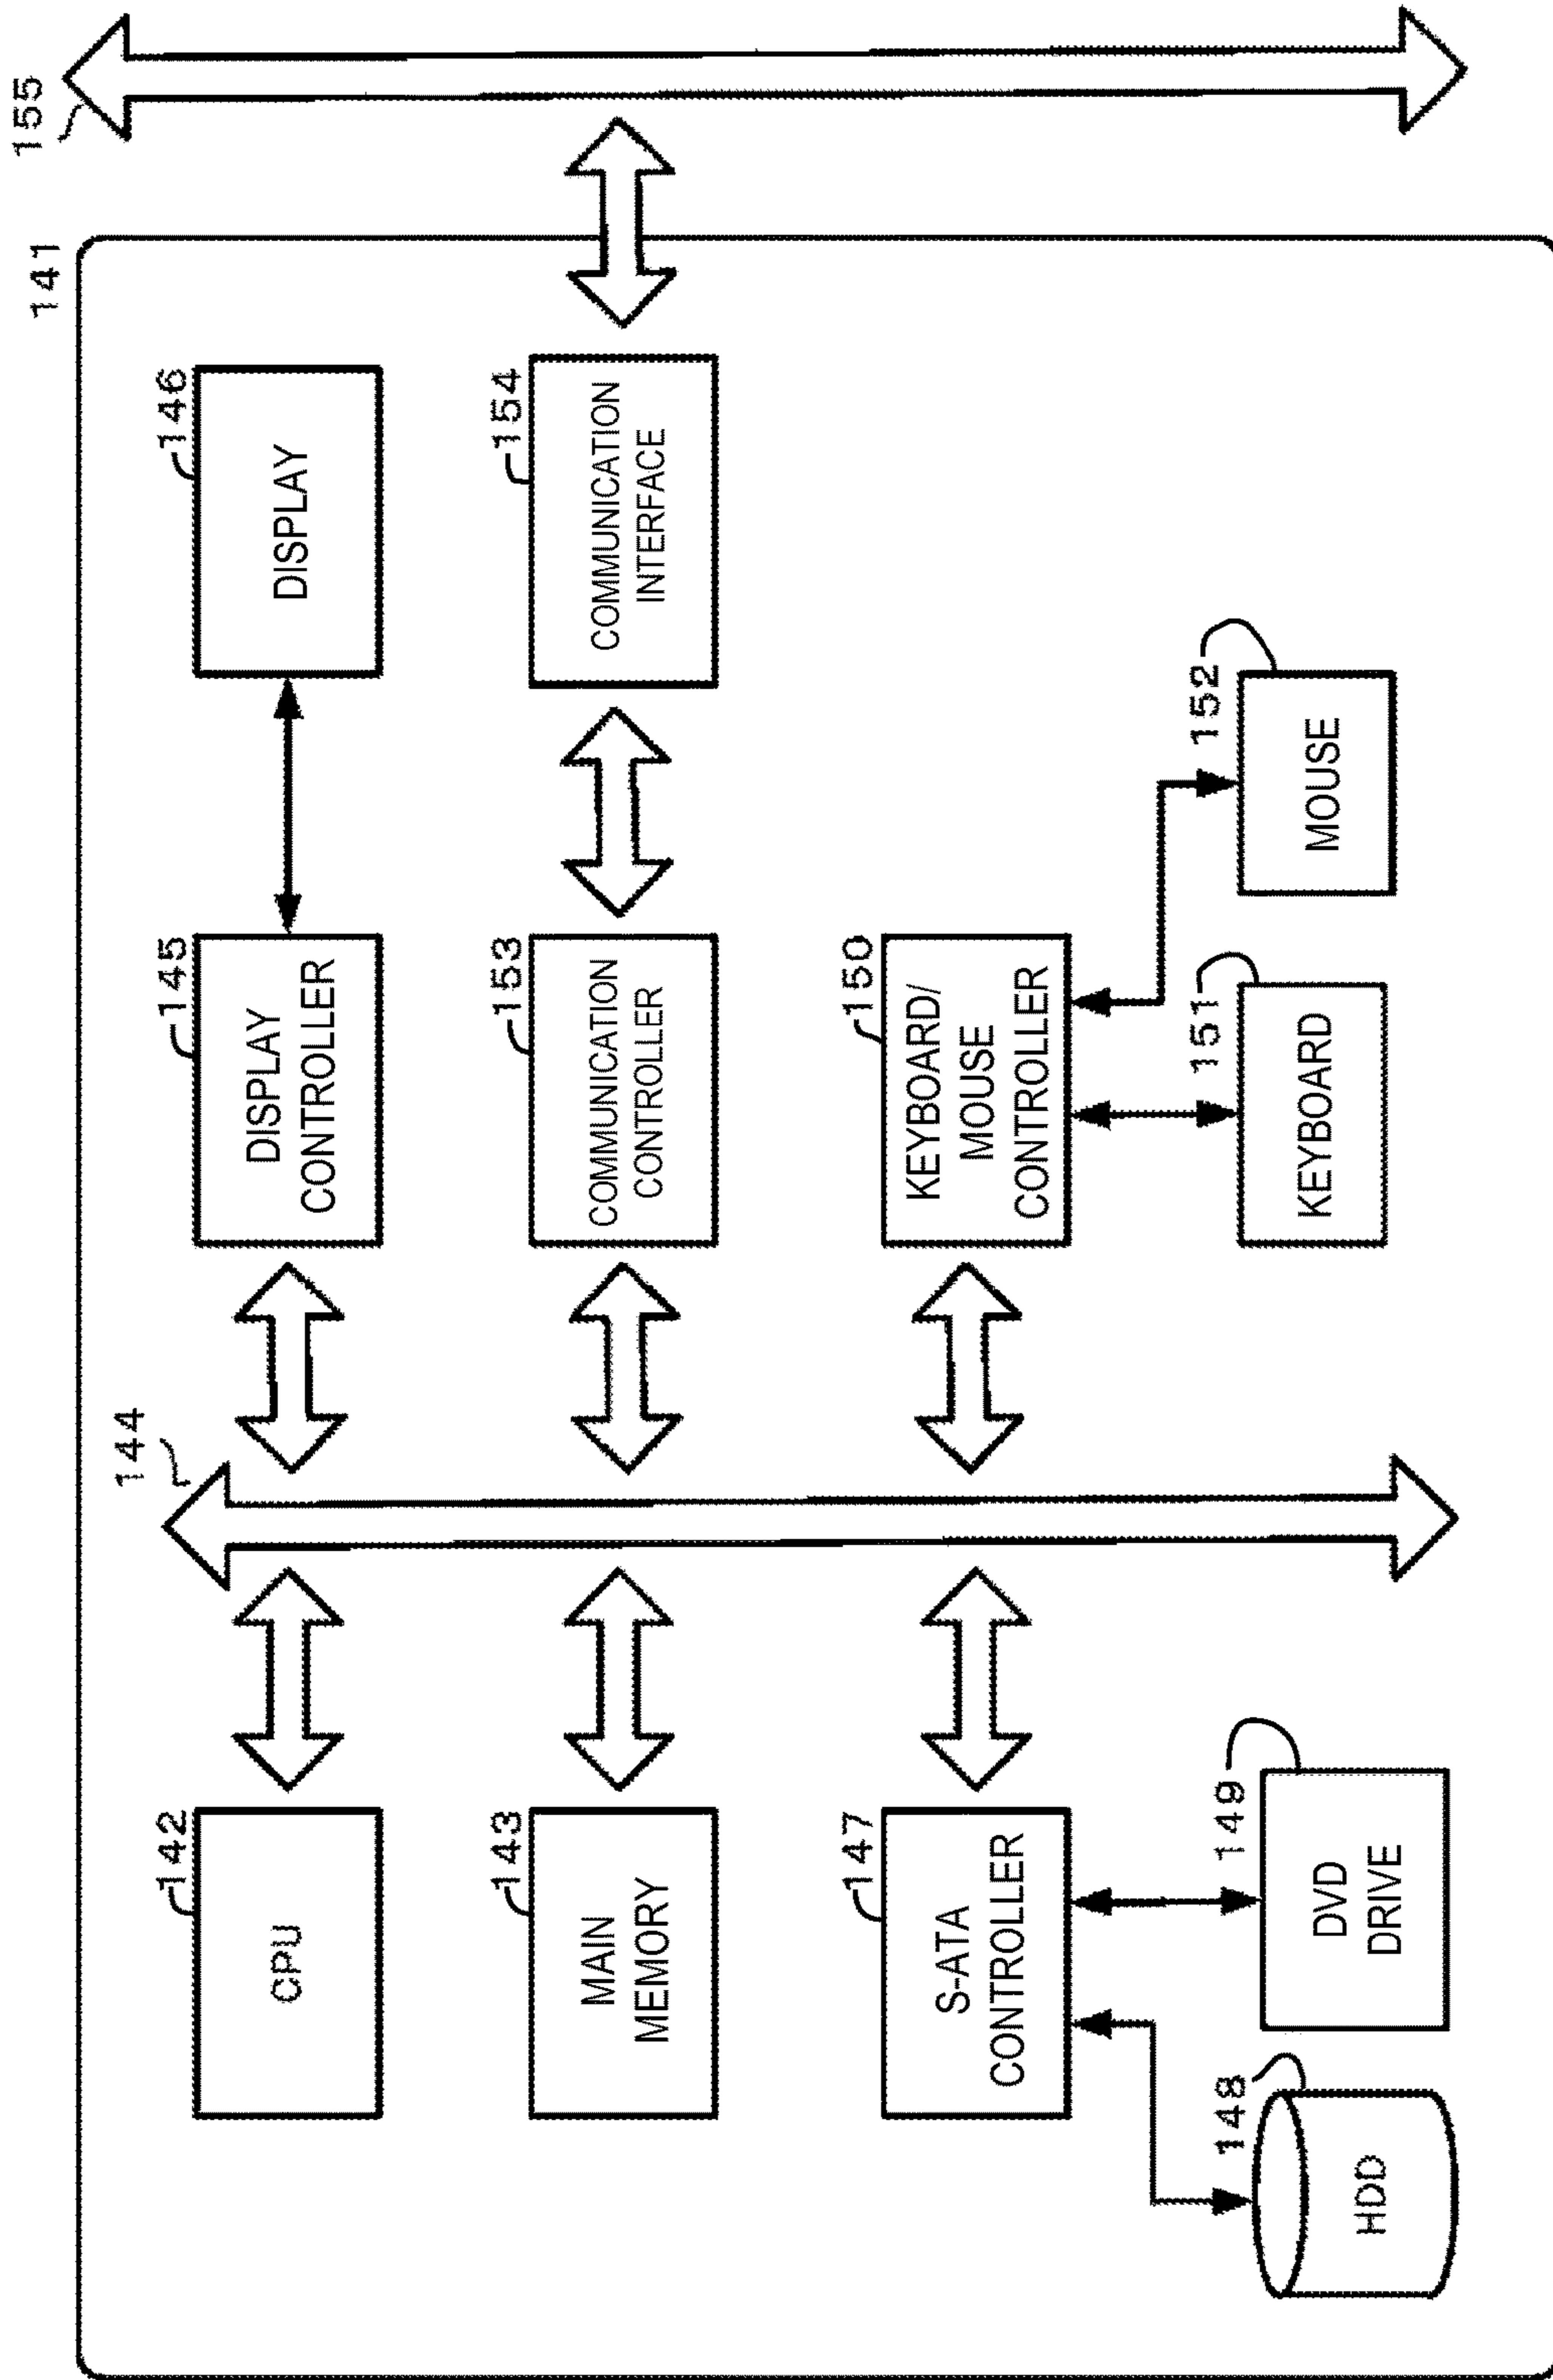 155
141
144
142
CPU
145
DISPLAY
CONTROLLER
146
DISPLAY
143
MAIN
MEMORY
153
COMMUNICATION
CONTROLLER
154
COMMUNICATION
INTERFACE
147
S-ATA
CONTROLLER
150
KEYBOARD/
MOUSE
CONTROLLER
148
HDD
149
DVD
DRIVE
151
KEYBOARD
152
MOUSE